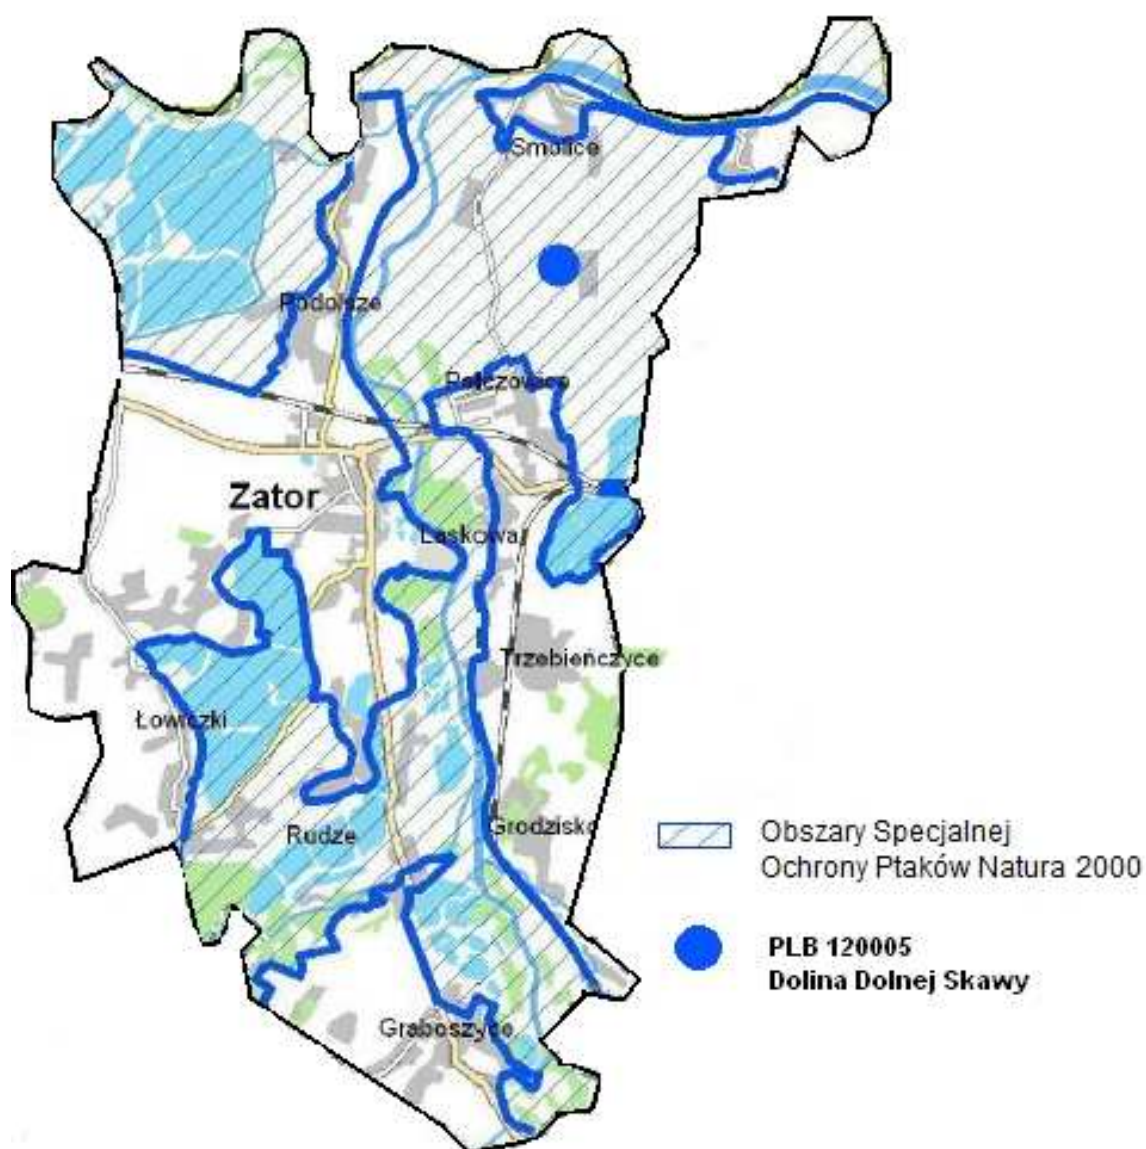 Smolice
Podolsze
Palczowice
Zator
Laskowa
Trzebieńczyce
Łowiczki
Rudze
Grodzisko
Graboszyce
Obszary Specjalnej
Ochrony Ptaków Natura 2000
PLB 120005
Dolina Dolnej Skawy